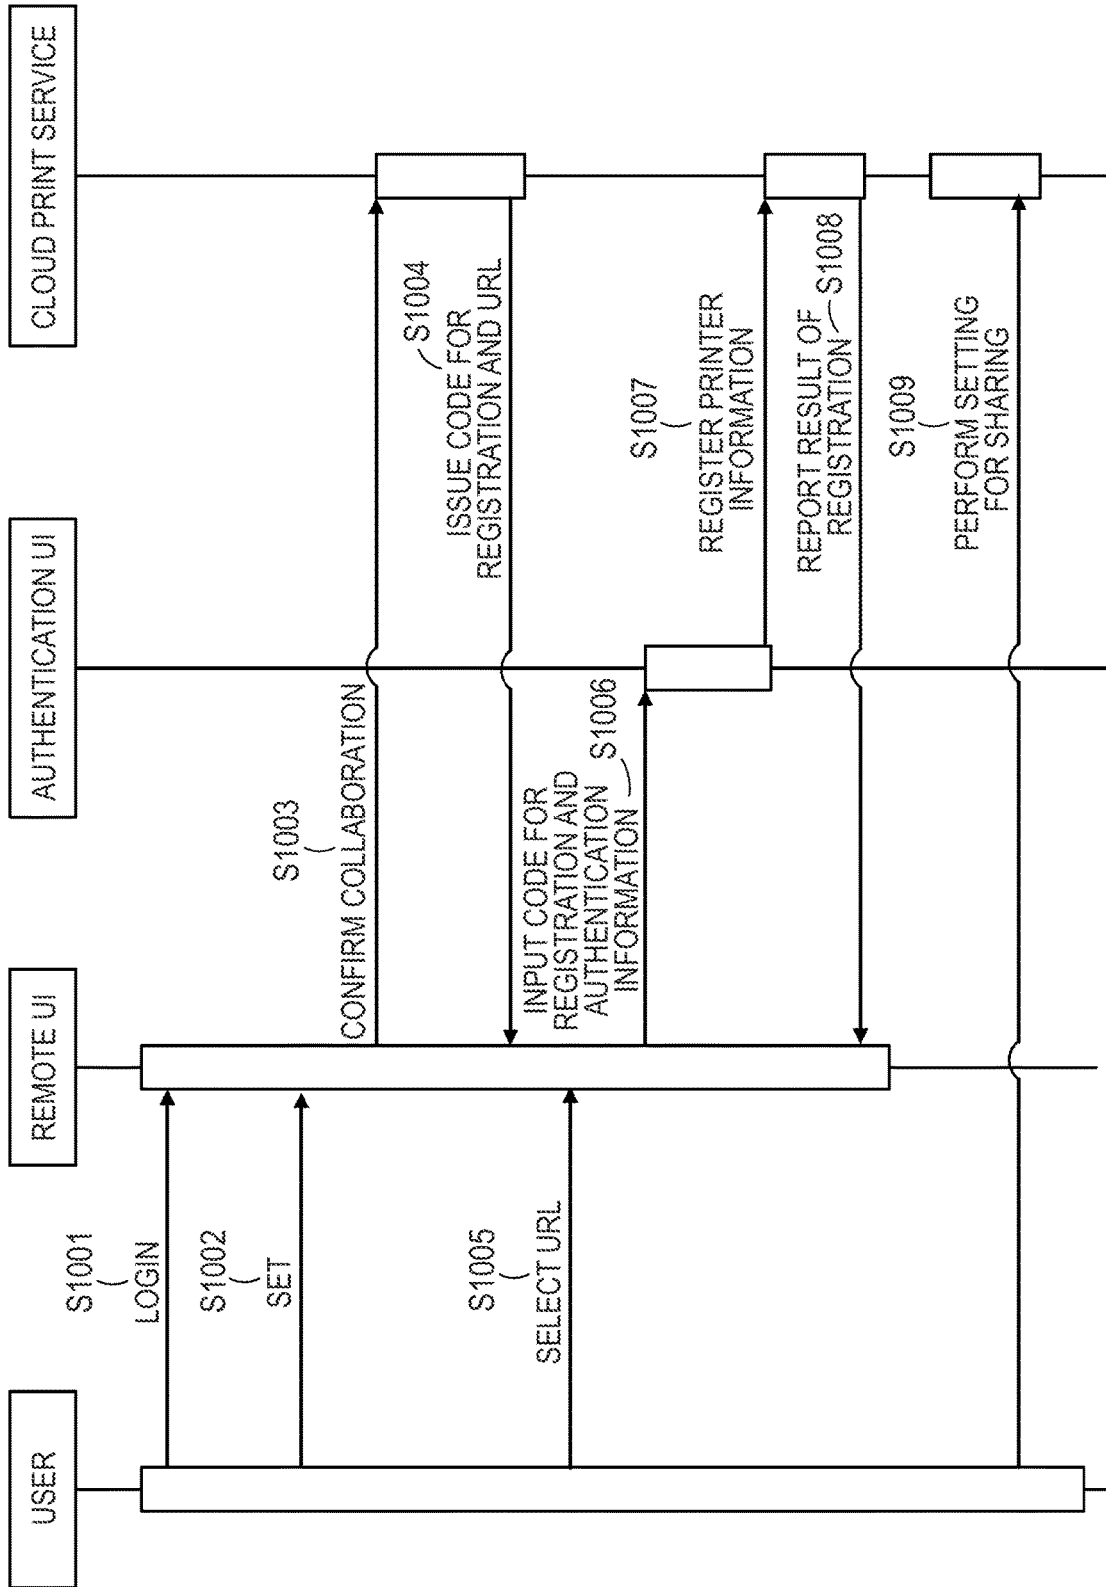 USER
REMOTE UI
AUTHENTICATION UI
CLOUD PRINT SERVICE
S1001
LOGIN
S1002
SET
S1003
CONFIRM COLLABORATION
S1004
ISSUE CODE FOR
REGISTRATION AND URL
S1005
SELECT URL
INPUT CODE FOR
REGISTRATION AND
AUTHENTICATION
INFORMATION
S1006
S1007
REGISTER PRINTER
INFORMATION
REPORT RESULT OF
REGISTRATION
S1008
S1009
PERFORM SETTING
FOR SHARING